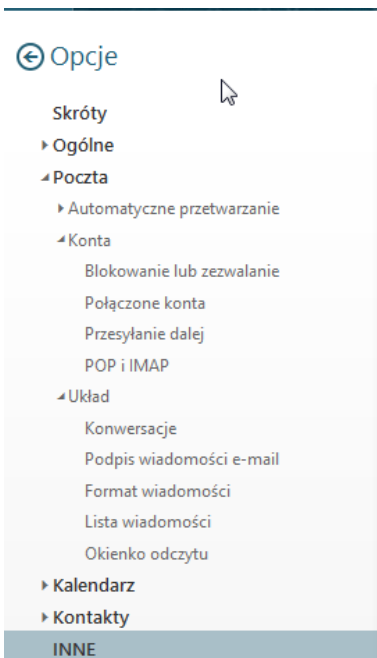 Opcje
Skróty
Ogólne
Poczta
Automatyczne przetwarzanie
Konta
Blokowanie lub zezwalanie
Połączone konta
Przesyłanie dalej
POP i IMAP
Układ
Konwersacje
Podpis wiadomości e-mail
Format wiadomości
Lista wiadomości
Okienko odczytu
Kalendarz
Kontakty
INNE